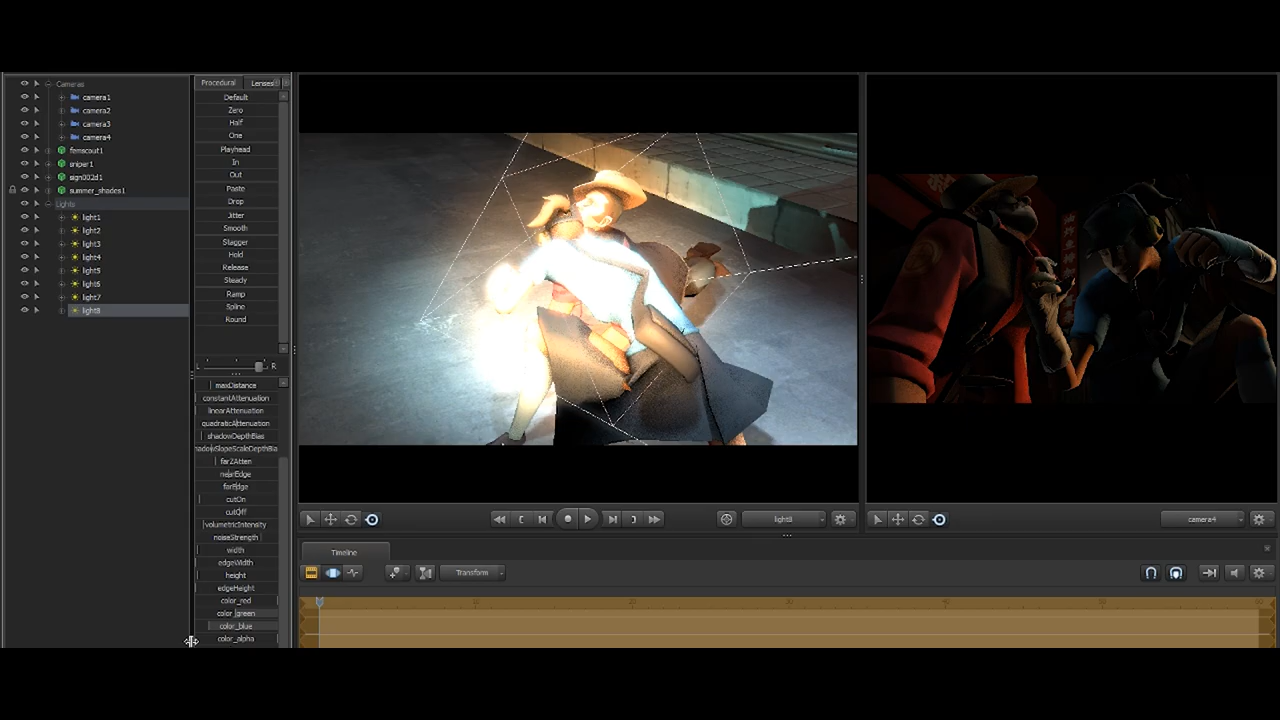 Cameras
camera1
camera2
camera3
camera4
femscout1
sniper1
sign002d1
summer_shades1
Lights
light1
light2
light3
light4
light5
light6
light7
light8
Procedural
Lenses
Default
Zero
Half
One
Playhead
In
Out
Paste
Drop
Jitter
Smooth
Stagger
Hold
Release
Steady
Ramp
Spline
Round
L R
maxDistance
constantAttenuation
linearAttenuation
quadraticAttenuation
shadowDepthBias
hadowSlopeScaleDepthBia
farZAtten
nearEdge
farEdge
cutOn
cutOff
volumetricIntensity
noiseStrength
width
edgeWidth
height
edgeHeight
color_red
color_green
color_blue
color_alpha
light8
camera4
Timeline
Transform